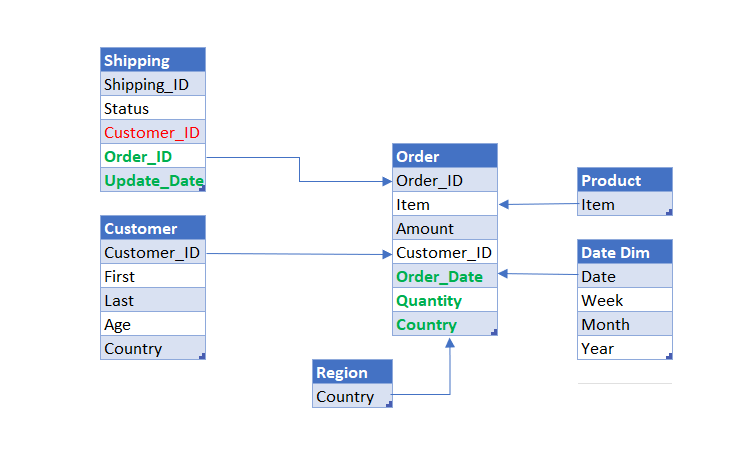 Shipping
Shipping_ID
Status
Customer_ID
Order_ID
Update_Date
Customer
Customer_ID
First
Last
Age
Country
Order
Order_ID
Item
Amount
Customer_ID
Order_Date
Quantity
Country
Product
Item
Date Dim
Date
Week
Month
Year
Region
Country